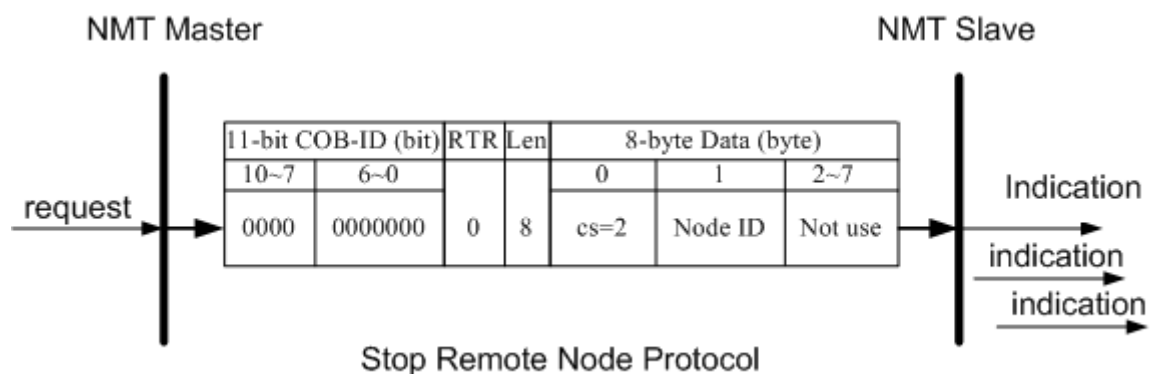 NMT Master NMT Slave
11-bit COB-ID (bit) RTR Len 8-byte Data (byte)
10~7 6~0 0 1 2~7
request 0000 0000000 0 8 cs=2 Node ID Not use Indication
indication
indication
Stop Remote Node Protocol